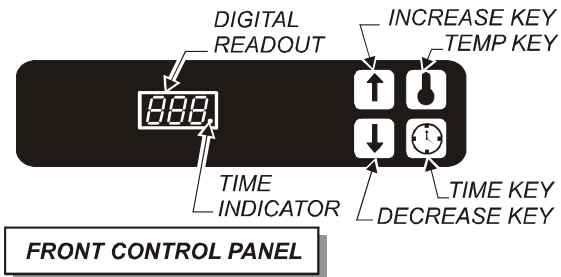 DIGITAL
READOUT
INCREASE KEY
TEMP KEY
888.
TIME
INDICATOR
TIME KEY
DECREASE KEY
FRONT CONTROL PANEL